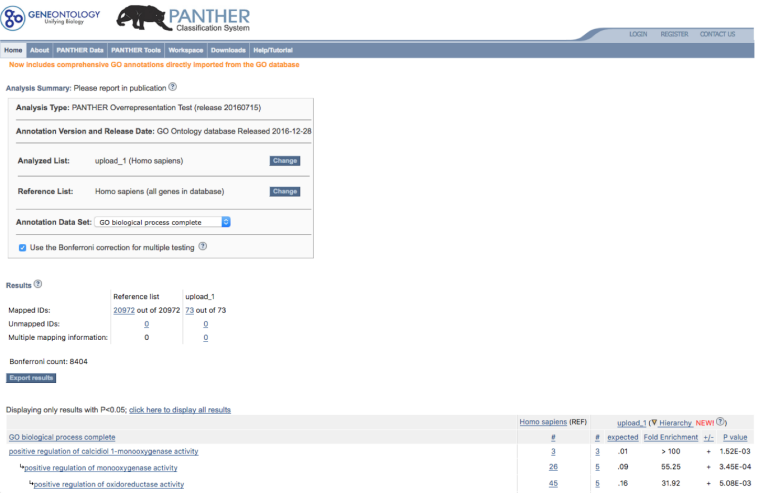 GENEONTOLOGY
Unifying Biology
PANTHER
Classification System
LOGIN REGISTER CONTACT US
Home About PANTHER Data PANTHER Tools Workspace Downloads Help/Tutorial
Now includes comprehensive GO annotations directly imported from the GO database
Analysis Summary: Please report in publication ?
Analysis Type: PANTHER Overrepresentation Test (release 20160715)
Annotation Version and Release Date: GO Ontology database Released 2016-12-28
Analyzed List: upload_1 (Homo sapiens) Change
Reference List: Homo sapiens (all genes in database) Change
Annotation Data Set: GO biological process complete
Use the Bonferroni correction for multiple testing ?
Results ?
Reference list upload_1
Mapped IDs: 20972 out of 20972 73 out of 73
Unmapped IDs: 0 0
Multiple mapping information: 0 0
Bonferroni count: 8404
Export results
Displaying only results with P<0.05; click here to display all results
Homo sapiens (REF) upload_1 (▼ Hierarchy NEW! ?)
GO biological process complete # # expected Fold Enrichment +/- P value
positive regulation of calcidiol 1-monooxygenase activity 3 3 .01 > 100 + 1.52E-03
↳positive regulation of monooxygenase activity 26 5 .09 55.25 + 3.45E-04
↳positive regulation of oxidoreductase activity 45 5 .16 31.92 + 5.08E-03